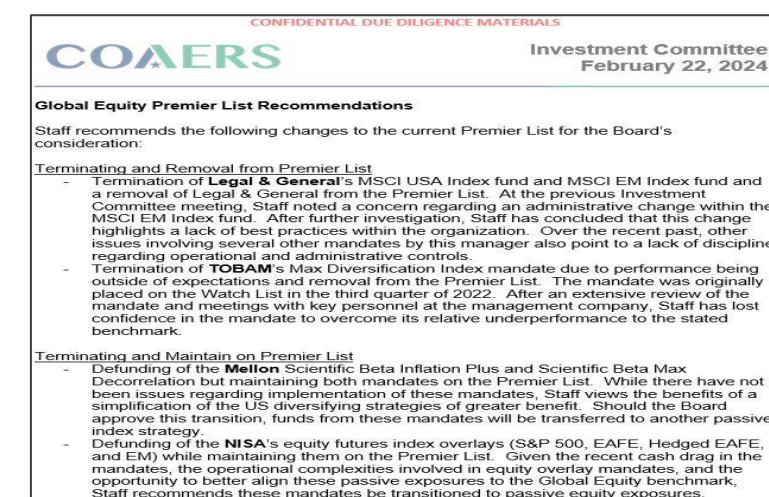 CONFIDENTIAL DUE DILIGENCE MATERIALS
COAERS
Investment Committee
February 22, 2024
Global Equity Premier List Recommendations
Staff recommends the following changes to the current Premier List for the Board's
consideration:
Terminating and Removal from Premier List
- Termination of Legal & General's MSCI USA Index fund and MSCI EM Index fund and
a removal of Legal & General from the Premier List. At the previous Investment
Committee meeting, Staff noted a concern regarding an administrative change within the
MSCI EM Index fund. After further investigation, Staff has concluded that this change
highlights a lack of best practices within the organization. Over the recent past, other
issues involving several other mandates by this manager also point to a lack of discipline
regarding operational and administrative controls.
- Termination of TOBAM's Max Diversification Index mandate due to performance being
outside of expectations and removal from the Premier List. The mandate was originally
placed on the Watch List in the third quarter of 2022. After an extensive review of the
mandate and meetings with key personnel at the management company, Staff has lost
confidence in the mandate to overcome its relative underperformance to the stated
benchmark.
Terminating and Maintain on Premier List
- Defunding of the Mellon Scientific Beta Inflation Plus and Scientific Beta Max
Decorrelation but maintaining both mandates on the Premier List. While there have not
been issues regarding implementation of these mandates, Staff views the benefits of a
simplification of the US diversifying strategies of greater benefit. Should the Board
approve this transition, funds from these mandates will be transferred to another passive
index strategy.
- Defunding of the NISA's equity futures index overlays (S&P 500, EAFE, Hedged EAFE,
and EM) while maintaining them on the Premier List. Given the recent cash drag in the
mandates, the operational complexities involved in equity overlay mandates, and the
opportunity to better align these passive exposures to the Global Equity benchmark,
Staff recommends these mandates be transitioned to passive equity exposures.